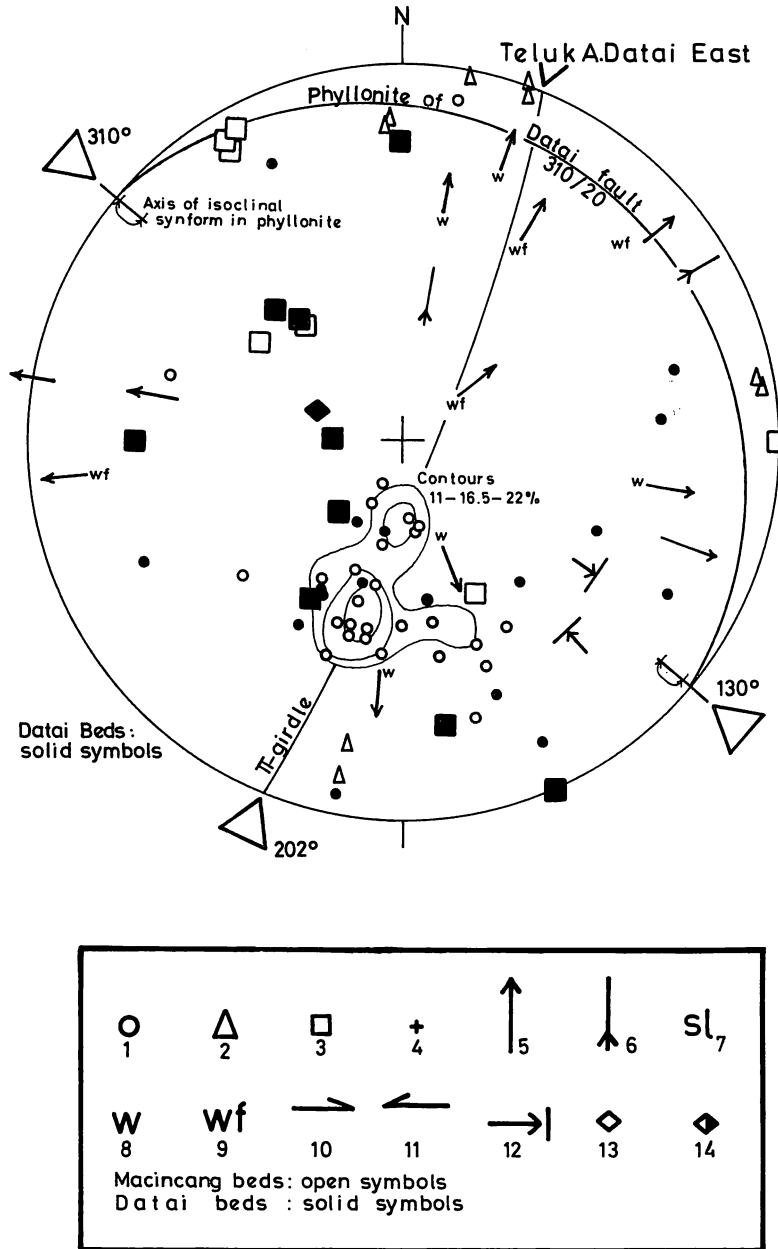 N
Teluk A.Datai East
Phyllonite of
Datai fault
310/20
310°
Axis of isoclinal
synform in phyllonite
w
w
wf
wf
wf
wf
Contours
11-16.5-22%
w
w
w
130°
Datai Beds:
solid symbols
π-girdle
202°
1
2
3
4
5
6
sl7
w
wf
8
9
10
11
12
13
14
Macincang beds: open symbols
Datai beds : solid symbols